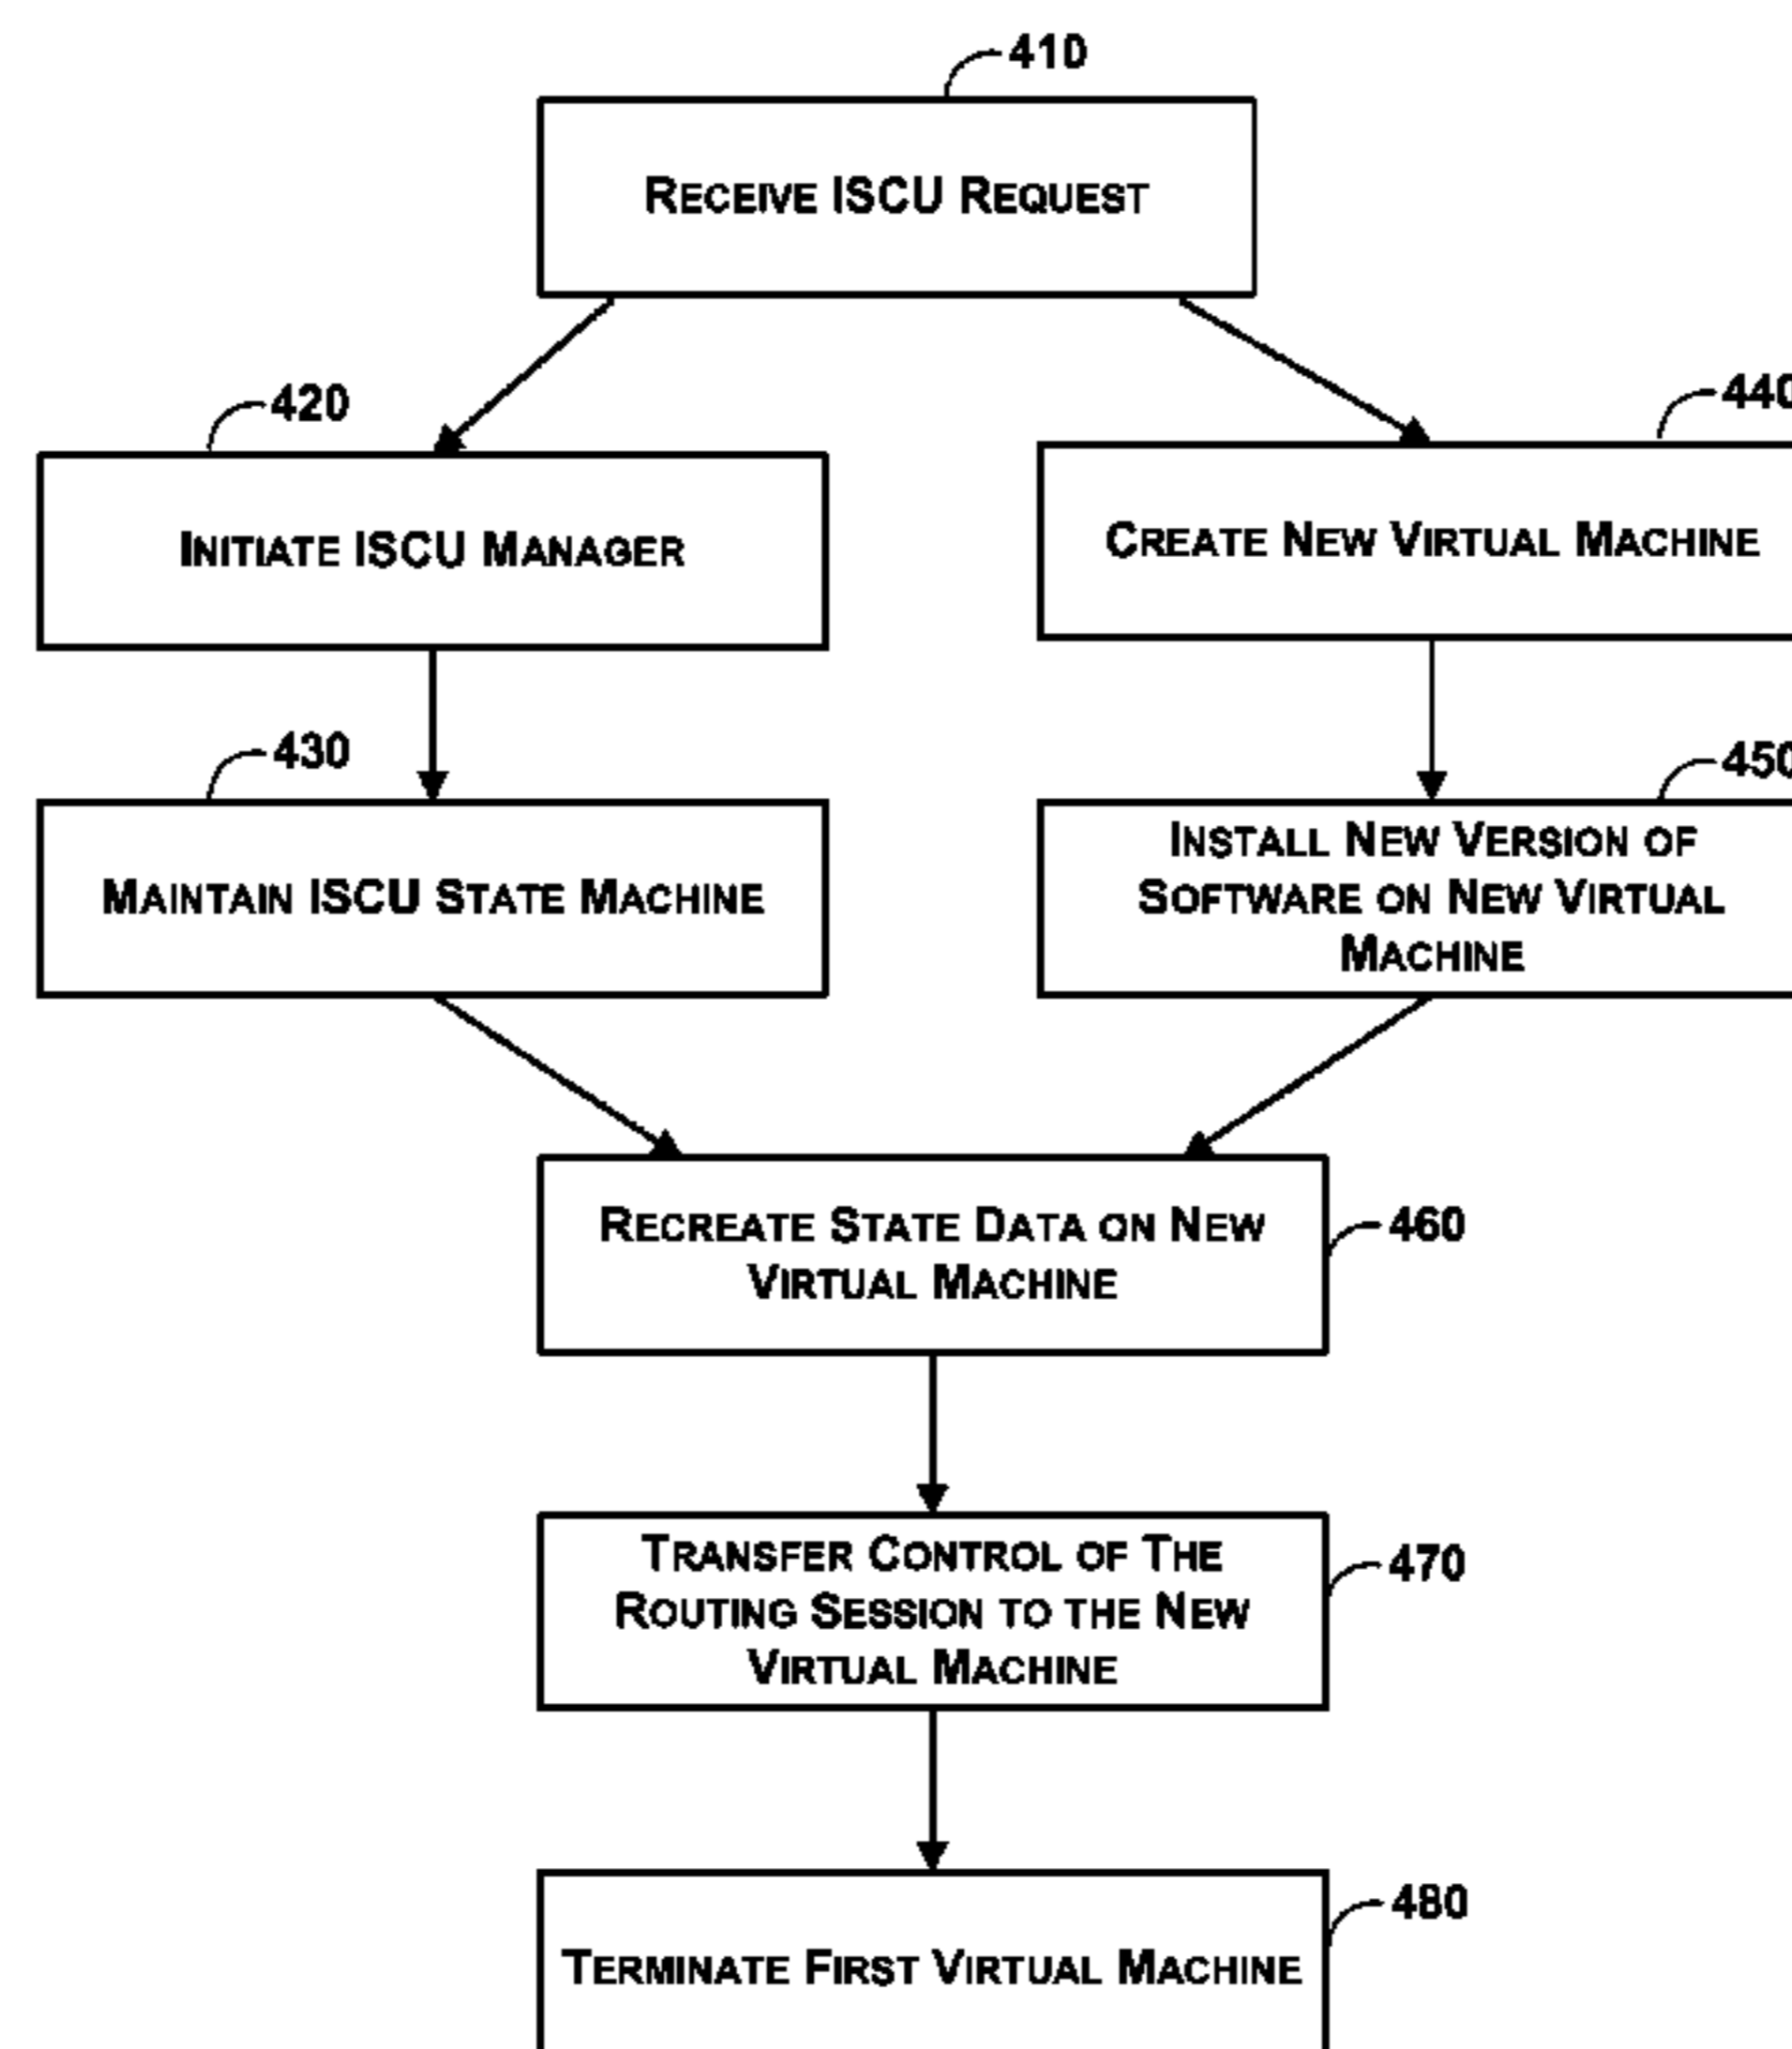 410
RECEIVE ISCU REQUEST
420
440
INITIATE ISCU MANAGER
CREATE NEW VIRTUAL MACHINE
430
450
MAINTAIN ISCU STATE MACHINE
INSTALL NEW VERSION OF
SOFTWARE ON NEW VIRTUAL
MACHINE
RECREATE STATE DATA ON NEW
VIRTUAL MACHINE
460
TRANSFER CONTROL OF THE
ROUTING SESSION TO THE NEW
VIRTUAL MACHINE
470
480
TERMINATE FIRST VIRTUAL MACHINE